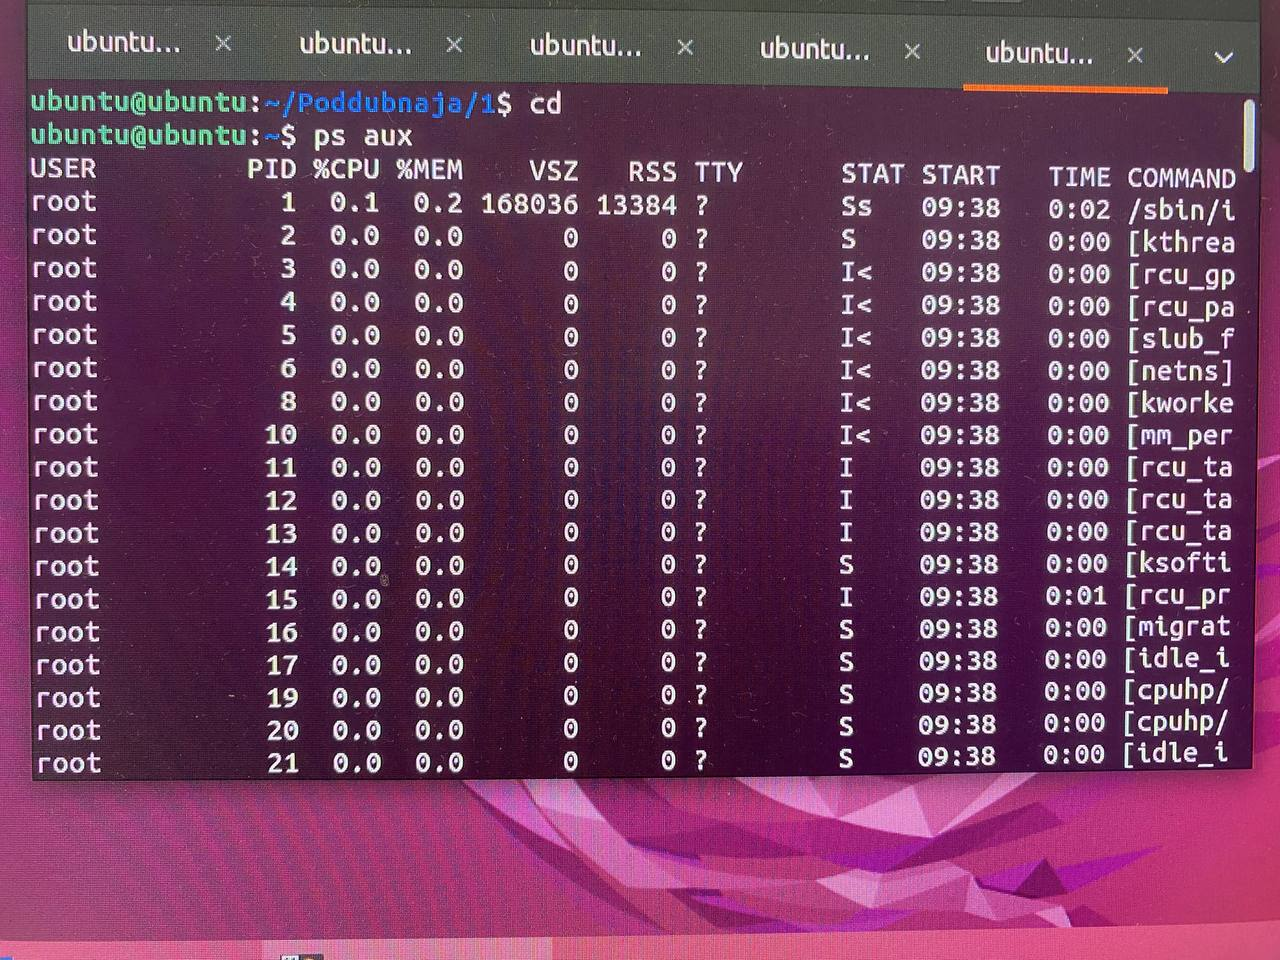 ubuntu... × ubuntu... × ubuntu... × ubuntu... × ubuntu... ×
ubuntu@ubuntu:~/Poddubnaja/1$ cd
ubuntu@ubuntu:~$ ps aux
USER PID %CPU %MEM VSZ RSS TTY STAT START TIME COMMAND
root 1 0.1 0.2 168036 13384 ? Ss 09:38 0:02 /sbin/i
root 2 0.0 0.0 0 0 ? S 09:38 0:00 [kthrea
root 3 0.0 0.0 0 0 ? I< 09:38 0:00 [rcu_gp
root 4 0.0 0.0 0 0 ? I< 09:38 0:00 [rcu_pa
root 5 0.0 0.0 0 0 ? I< 09:38 0:00 [slub_f
root 6 0.0 0.0 0 0 ? I< 09:38 0:00 [netns]
root 8 0.0 0.0 0 0 ? I< 09:38 0:00 [kworke
root 10 0.0 0.0 0 0 ? I< 09:38 0:00 [mm_per
root 11 0.0 0.0 0 0 ? I 09:38 0:00 [rcu_ta
root 12 0.0 0.0 0 0 ? I 09:38 0:00 [rcu_ta
root 13 0.0 0.0 0 0 ? I 09:38 0:00 [rcu_ta
root 14 0.0 0.0 0 0 ? S 09:38 0:00 [ksofti
root 15 0.0 0.0 0 0 ? I 09:38 0:01 [rcu_pr
root 16 0.0 0.0 0 0 ? S 09:38 0:00 [migrat
root 17 0.0 0.0 0 0 ? S 09:38 0:00 [idle_i
root 19 0.0 0.0 0 0 ? S 09:38 0:00 [cpuhp/
root 20 0.0 0.0 0 0 ? S 09:38 0:00 [cpuhp/
root 21 0.0 0.0 0 0 ? S 09:38 0:00 [idle_i